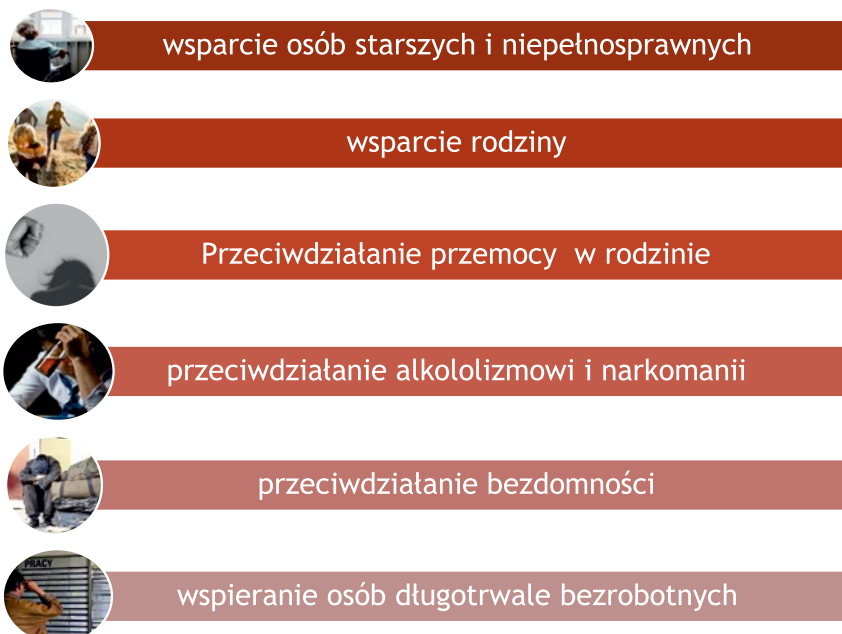 wsparcie osób starszych i niepełnosprawnych
wsparcie rodziny
Przeciwdziałanie przemocy  w rodzinie
przeciwdziałanie alkololizmowi i narkomanii
przeciwdziałanie bezdomności
PRACY
wspieranie osób długotrwale bezrobotnych